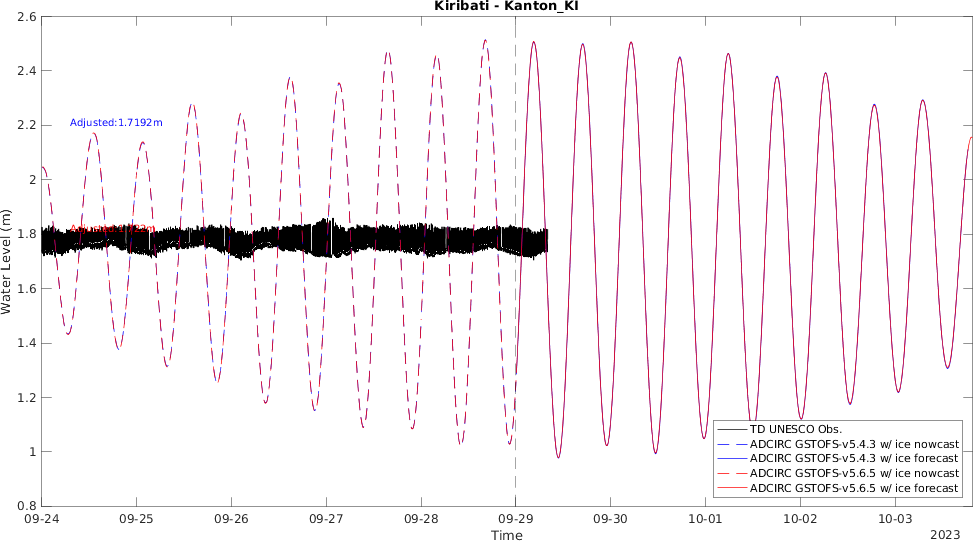 Kiribati - Kanton_KI
2.6
2.4
2.2
2
1.8
1.6
1.4
1.2
1
0.8
Water Level (m)
Adjusted:1.7192m
09-24
09-25
09-26
09-27
09-28
09-29
09-30
10-01
10-02
10-03
Time
2023
TD UNESCO Obs.
ADCIRC GSTOFS-v5.4.3 w/ ice nowcast
ADCIRC GSTOFS-v5.4.3 w/ ice forecast
ADCIRC GSTOFS-v5.6.5 w/ ice nowcast
ADCIRC GSTOFS-v5.6.5 w/ ice forecast